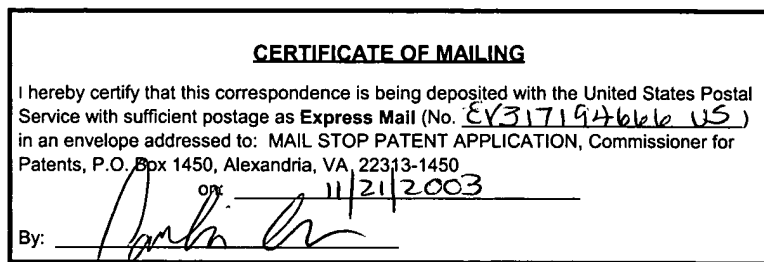 CERTIFICATE OF MAILING
I hereby certify that this correspondence is being deposited with the United States Postal
Service with sufficient postage as Express Mail (No. EV317194666 US)
in an envelope addressed to: MAIL STOP PATENT APPLICATION, Commissioner for
Patents, P.O. Box 1450, Alexandria, VA 22313-1450
on: 11/21/2003
By: